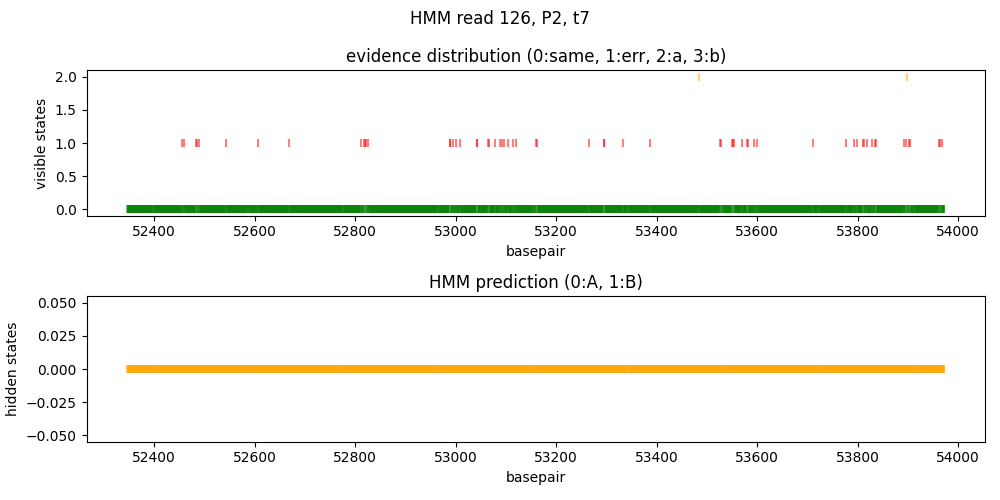 HMM read 126, P2, t7
evidence distribution (0:same, 1:err, 2:a, 3:b)
visible states
2.0
1.5
1.0
0.5
0.0
52400 52600 52800 53000 53200 53400 53600 53800 54000
basepair
HMM prediction (0:A, 1:B)
hidden states
0.050
0.025
0.000
−0.025
−0.050
52400 52600 52800 53000 53200 53400 53600 53800 54000
basepair